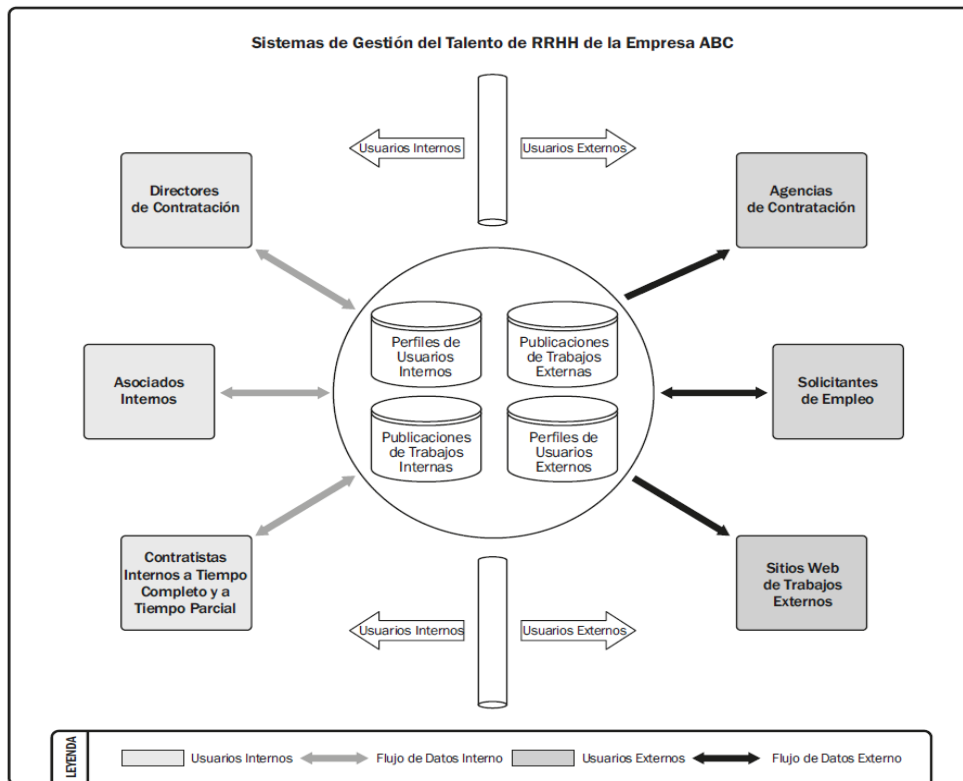 Sistemas de Gestión del Talento de RRHH de la Empresa ABC
Usuarios Internos
Usuarios Externos
Directores
de Contratación
Agencias
de Contratación
Perfiles de
Usuarios
Internos
Publicaciones
de Trabajos
Externas
Asociados
Internos
Solicitantes
de Empleo
Publicaciones
de Trabajos
Internas
Perfiles de
Usuarios
Externos
Contratistas
Internos a Tiempo
Completo y a
Tiempo Parcial
Sitios Web
de Trabajos
Externos
Usuarios Internos
Usuarios Externos
LEYENDA
Usuarios Internos
Flujo de Datos Interno
Usuarios Externos
Flujo de Datos Externo